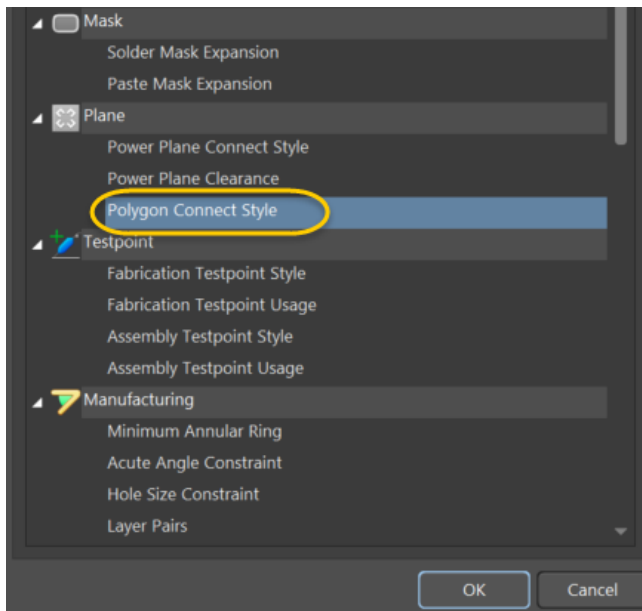 Mask
Solder Mask Expansion
Paste Mask Expansion
Plane
Power Plane Connect Style
Power Plane Clearance
Polygon Connect Style
Testpoint
Fabrication Testpoint Style
Fabrication Testpoint Usage
Assembly Testpoint Style
Assembly Testpoint Usage
Manufacturing
Minimum Annular Ring
Acute Angle Constraint
Hole Size Constraint
Layer Pairs
OK
Cancel